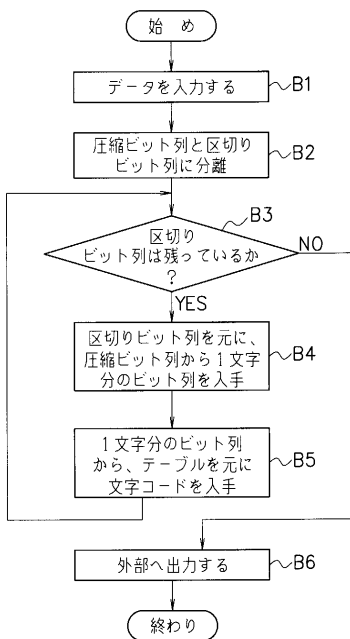 始め
データを入力する
B1
圧縮ビット列と区切り
ビット列に分離
B2
B3
区切り
ビット列は残っているか
?
NO
YES
区切りビット列を元に、
圧縮ビット列から1文字
分のビット列を入手
B4
1文字分のビット列
から、テーブルを元に
文字コードを入手
B5
外部へ出力する
B6
終わり